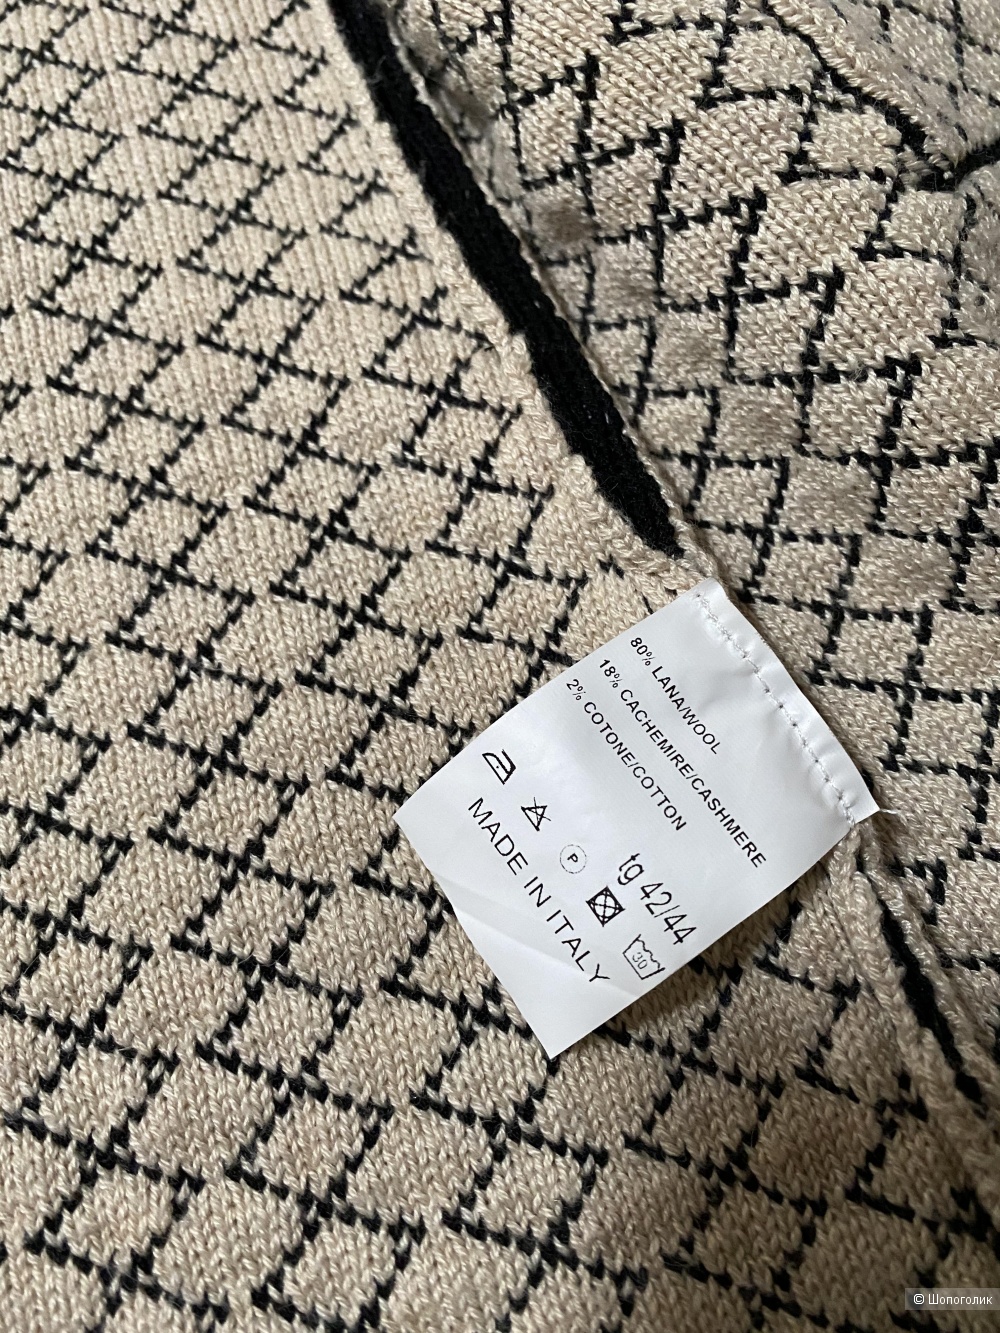 80% LANA/WOOL
18% CACHEMIRE/CASHMERE
2% COTONE/COTTON
tg 42/44
P
30
MADE IN ITALY
© Шопоголик